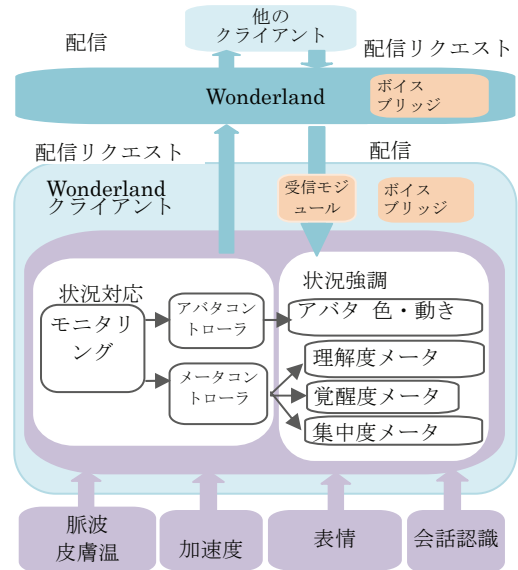 他の
クライアント
配信
配信リクエスト
Wonderland
ボイス
ブリッジ
配信リクエスト
配信
Wonderland
クライアント
受信モジ
ュール
ボイス
ブリッジ
状況対応
モニタリ
ング
アバタコント
ローラ
メータコント
ローラ
状況強調
アバタ 色・動き
理解度メータ
覚醒度メータ
集中度メータ
脈波
皮膚温
加速度
表情
会話認識